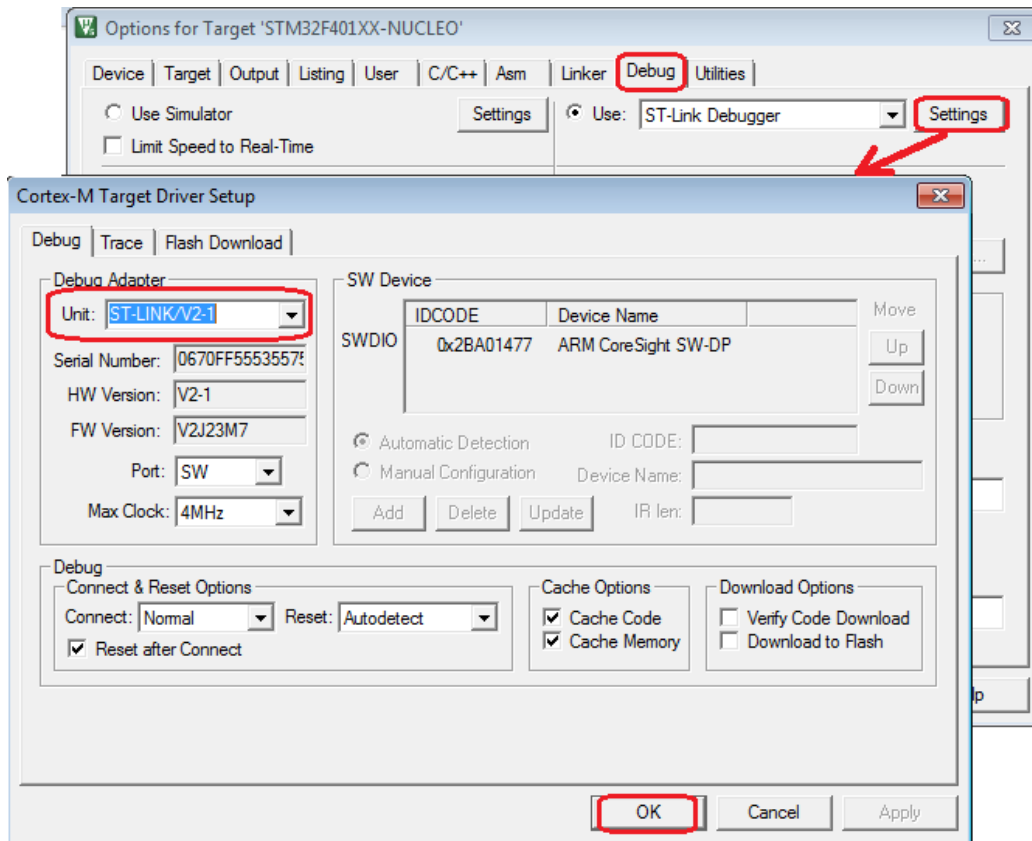 Options for Target 'STM32F401XX-NUCLEO'
Device Target Output Listing User C/C++ Asm Linker Debug Utilities
Use Simulator Settings Use: ST-Link Debugger Settings
Limit Speed to Real-Time
Cortex-M Target Driver Setup
Debug Trace Flash Download
Debug Adapter
Unit: ST-LINK/V2-1
Serial Number: 0670FF55535575
HW Version: V2-1
FW Version: V2J23M7
Port: SW
Max Clock: 4MHz
SW Device
IDCODE Device Name Move
SWDIO 0x2BA01477 ARM CoreSight SW-DP Up
Down
Automatic Detection ID CODE:
Manual Configuration Device Name:
Add Delete Update IR len:
Debug
Connect & Reset Options
Connect: Normal Reset: Autodetect
Reset after Connect
Cache Options
Cache Code
Cache Memory
Download Options
Verify Code Download
Download to Flash
...
lp
OK Cancel Apply